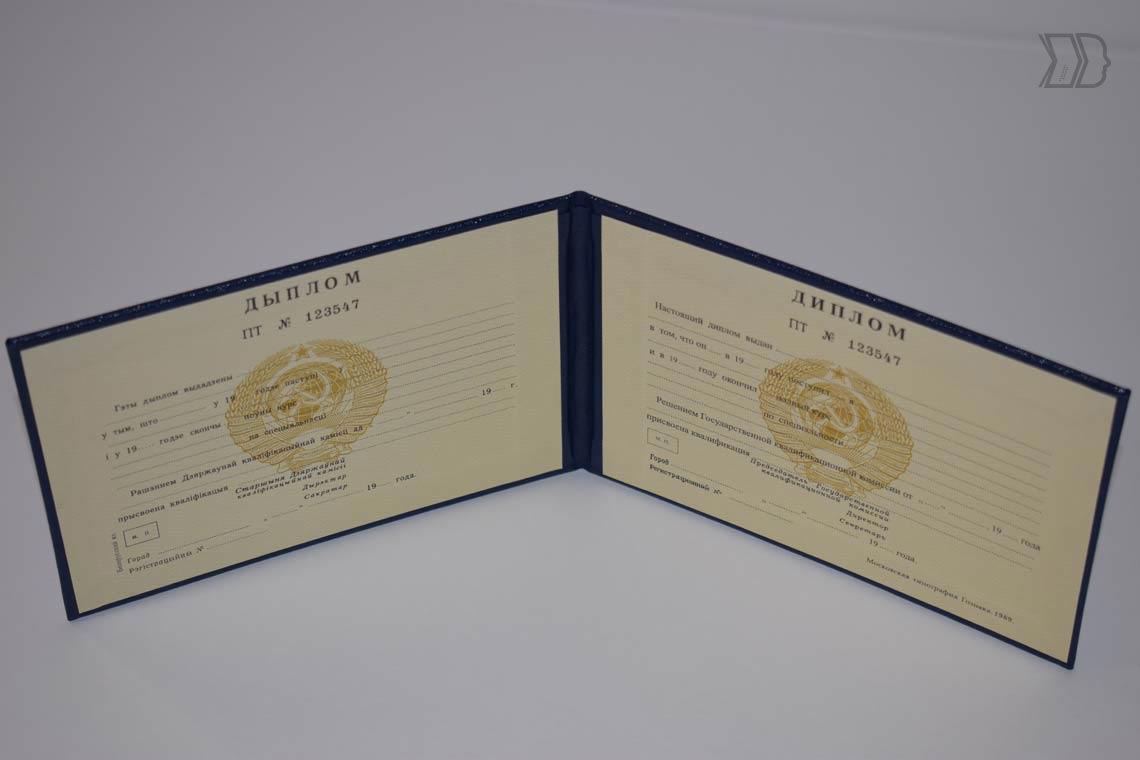 ДЫПЛОМ
ПТ № 123547
Гэты дыплом выдадзены
у тым, што у 19 годзе паступі у
і у 19 годзе скончы поўны курс
па спецыяльнасці
Рашэннем Дзяржаўнай кваліфікацыйнай камісіі ад „ “ 19 г.
прысвоена кваліфікацыя
Старшыня Дзяржаўнай
кваліфікацыйнай камісіі
Дырэктар
Сакратар
м. п.
Горад „ “ 19 года.
Рэгістрацыйны №
ДИПЛОМ
ПТ № 123547
Настоящий диплом выдан
в том, что он в 19 году поступил в
и в 19 году окончил полный курс
по специальности
Решением Государственной квалификационной комиссии от „ “ 19 года
присвоена квалификация
Председатель Государственной
квалификационной комиссии
Директор
Секретарь
м. п.
Город „ “ 19 года.
Регистрационный №
Московская типография Гознака. 1989.